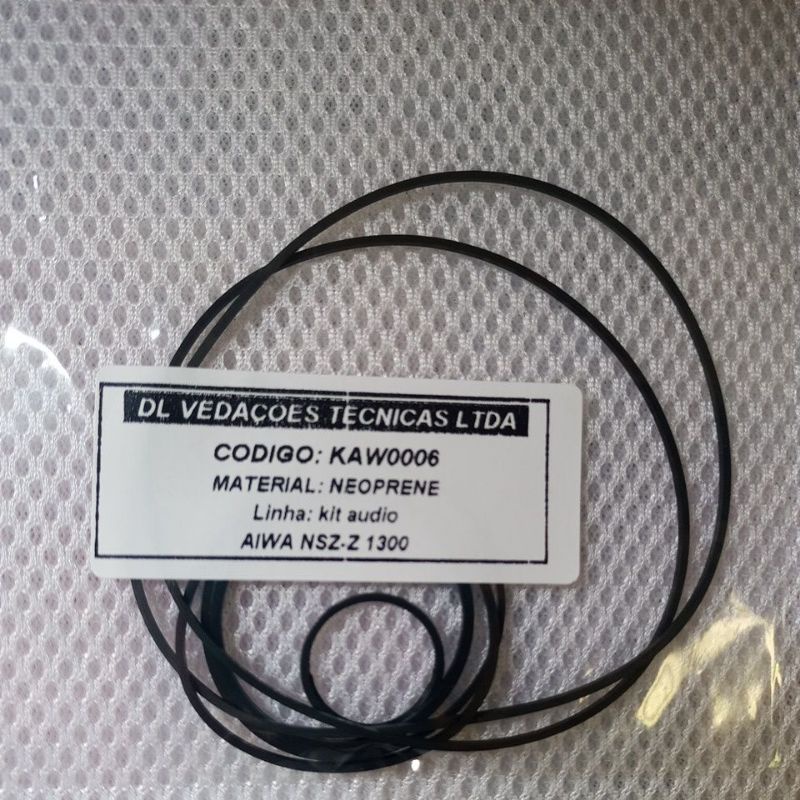 DL VEDAÇOES TECNICAS LTDA
CODIGO: KAW0006
MATERIAL: NEOPRENE
Linha: kit audio
AIWA NSZ-Z 1300